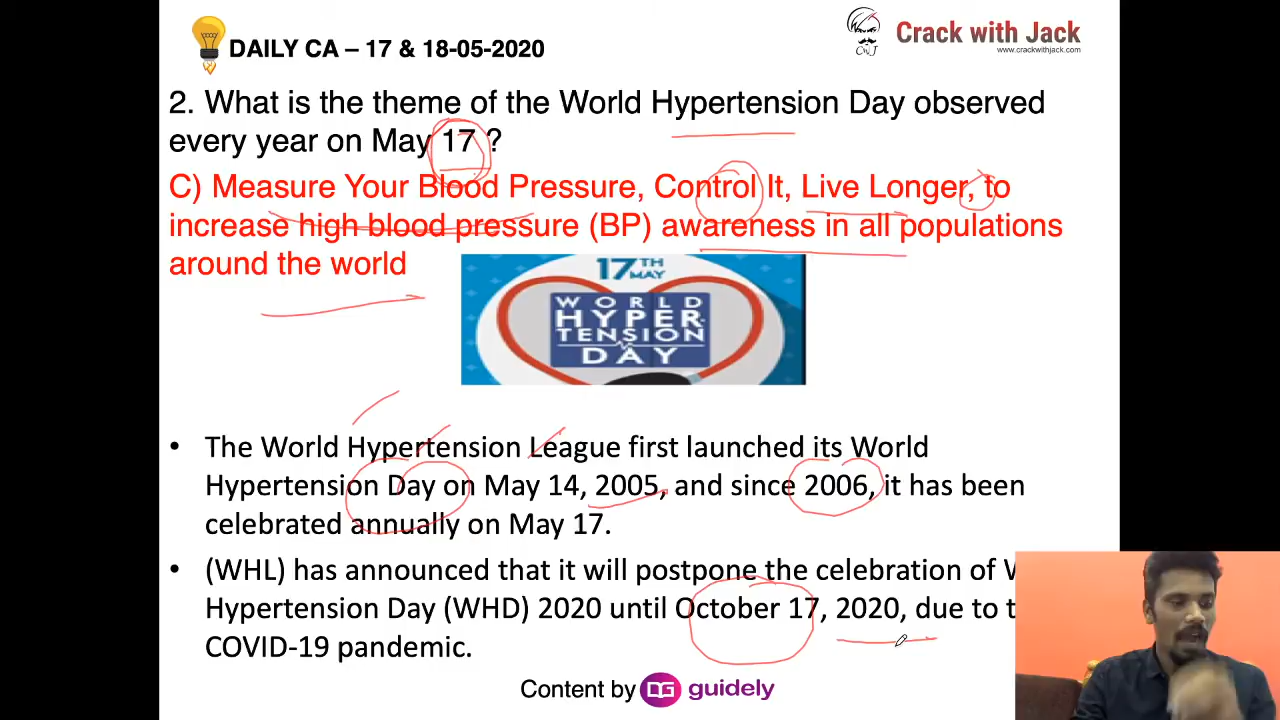 DAILY CA – 17 & 18-05-2020
CwJ
Crack with Jack
www.crackwithjack.com
2. What is the theme of the World Hypertension Day observed
every year on May 17 ?
C) Measure Your Blood Pressure, Control It, Live Longer, to
increase high blood pressure (BP) awareness in all populations
around the world
17TH
MAY
WORLD
HYPER-
TENSION
DAY
• The World Hypertension League first launched its World
Hypertension Day on May 14, 2005, and since 2006, it has been
celebrated annually on May 17.
• (WHL) has announced that it will postpone the celebration of
Hypertension Day (WHD) 2020 until October 17, 2020, due to
COVID-19 pandemic.
Content by DG guidely